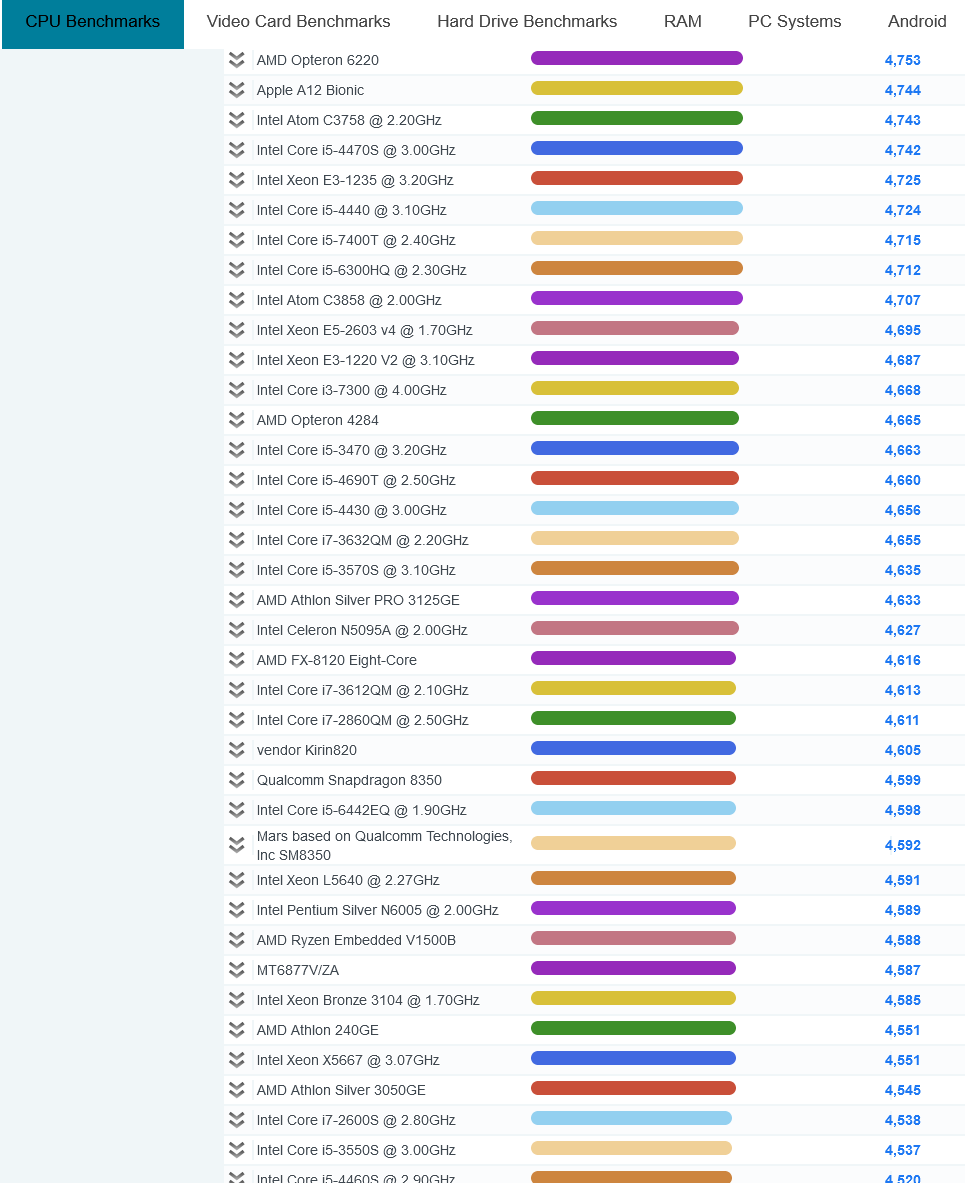 CPU Benchmarks Video Card Benchmarks Hard Drive Benchmarks RAM PC Systems Android
AMD Opteron 6220 4,753
Apple A12 Bionic 4,744
Intel Atom C3758 @ 2.20GHz 4,743
Intel Core i5-4470S @ 3.00GHz 4,742
Intel Xeon E3-1235 @ 3.20GHz 4,725
Intel Core i5-4440 @ 3.10GHz 4,724
Intel Core i5-7400T @ 2.40GHz 4,715
Intel Core i5-6300HQ @ 2.30GHz 4,712
Intel Atom C3858 @ 2.00GHz 4,707
Intel Xeon E5-2603 v4 @ 1.70GHz 4,695
Intel Xeon E3-1220 V2 @ 3.10GHz 4,687
Intel Core i3-7300 @ 4.00GHz 4,668
AMD Opteron 4284 4,665
Intel Core i5-3470 @ 3.20GHz 4,663
Intel Core i5-4690T @ 2.50GHz 4,660
Intel Core i5-4430 @ 3.00GHz 4,656
Intel Core i7-3632QM @ 2.20GHz 4,655
Intel Core i5-3570S @ 3.10GHz 4,635
AMD Athlon Silver PRO 3125GE 4,633
Intel Celeron N5095A @ 2.00GHz 4,627
AMD FX-8120 Eight-Core 4,616
Intel Core i7-3612QM @ 2.10GHz 4,613
Intel Core i7-2860QM @ 2.50GHz 4,611
vendor Kirin820 4,605
Qualcomm Snapdragon 8350 4,599
Intel Core i5-6442EQ @ 1.90GHz 4,598
Mars based on Qualcomm Technologies,
Inc SM8350 4,592
Intel Xeon L5640 @ 2.27GHz 4,591
Intel Pentium Silver N6005 @ 2.00GHz 4,589
AMD Ryzen Embedded V1500B 4,588
MT6877V/ZA 4,587
Intel Xeon Bronze 3104 @ 1.70GHz 4,585
AMD Athlon 240GE 4,551
Intel Xeon X5667 @ 3.07GHz 4,551
AMD Athlon Silver 3050GE 4,545
Intel Core i7-2600S @ 2.80GHz 4,538
Intel Core i5-3550S @ 3.00GHz 4,537
Intel Core i5-4460S @ 2.90GHz 4,520